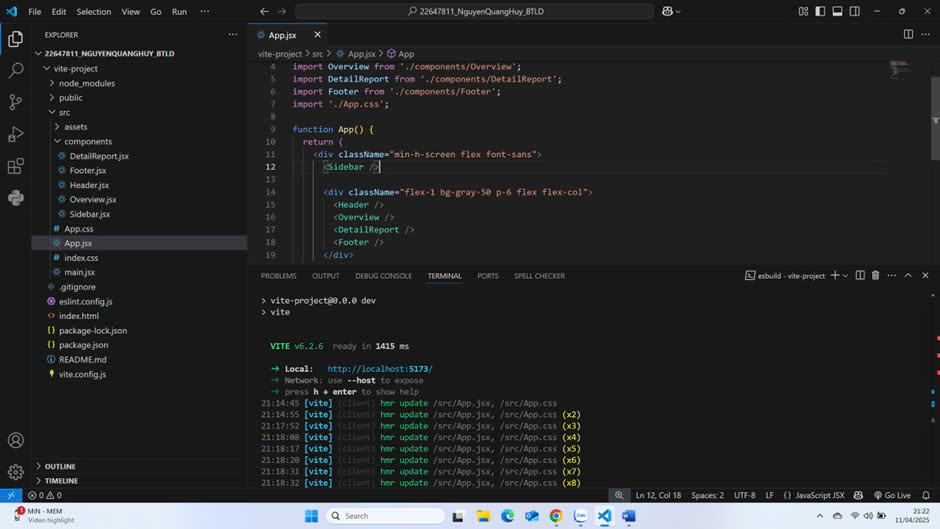 File Edit Selection View Go Run ···
22647811_NguyenQuangHuy_BTLD
EXPLORER
22647811_NGUYENQUANGHUY_BTLD
vite-project
node_modules
public
src
assets
components
DetailReport.jsx
Footer.jsx
Header.jsx
Overview.jsx
Sidebar.jsx
App.css
App.jsx
index.css
main.jsx
.gitignore
eslint.config.js
index.html
package-lock.json
package.json
README.md
vite.config.js
OUTLINE
TIMELINE
App.jsx
vite-project > src > App.jsx > App
4 import Overview from './components/Overview';
5 import DetailReport from './components/DetailReport';
6 import Footer from './components/Footer';
7 import './App.css';
8
9 function App() {
10 return (
11 <div className="min-h-screen flex font-sans">
12 <Sidebar />
13
14 <div className="flex-1 bg-gray-50 p-6 flex flex-col">
15 <Header />
16 <Overview />
17 <DetailReport />
18 <Footer />
19 </div>
PROBLEMS OUTPUT DEBUG CONSOLE TERMINAL PORTS SPELL CHECKER
esbuild - vite-project
> vite-project@0.0.0 dev
> vite
VITE v6.2.6 ready in 1415 ms
➜ Local: http://localhost:5173/
➜ Network: use --host to expose
➜ press h + enter to show help
21:14:45 [vite] (client) hmr update /src/App.jsx, /src/App.css
21:14:55 [vite] (client) hmr update /src/App.jsx, /src/App.css (x2)
21:17:52 [vite] (client) hmr update /src/App.jsx, /src/App.css (x3)
21:18:08 [vite] (client) hmr update /src/App.jsx, /src/App.css (x4)
21:18:17 [vite] (client) hmr update /src/App.jsx, /src/App.css (x5)
21:18:20 [vite] (client) hmr update /src/App.jsx, /src/App.css (x6)
21:18:31 [vite] (client) hmr update /src/App.jsx, /src/App.css (x7)
21:18:32 [vite] (client) hmr update /src/App.jsx, /src/App.css (x8)
0 0
Ln 12, Col 18 Spaces: 2 UTF-8 LF {} JavaScript JSX Go Live
1
MIN - MEM
Video highlight
Search
21:22
11/04/2025